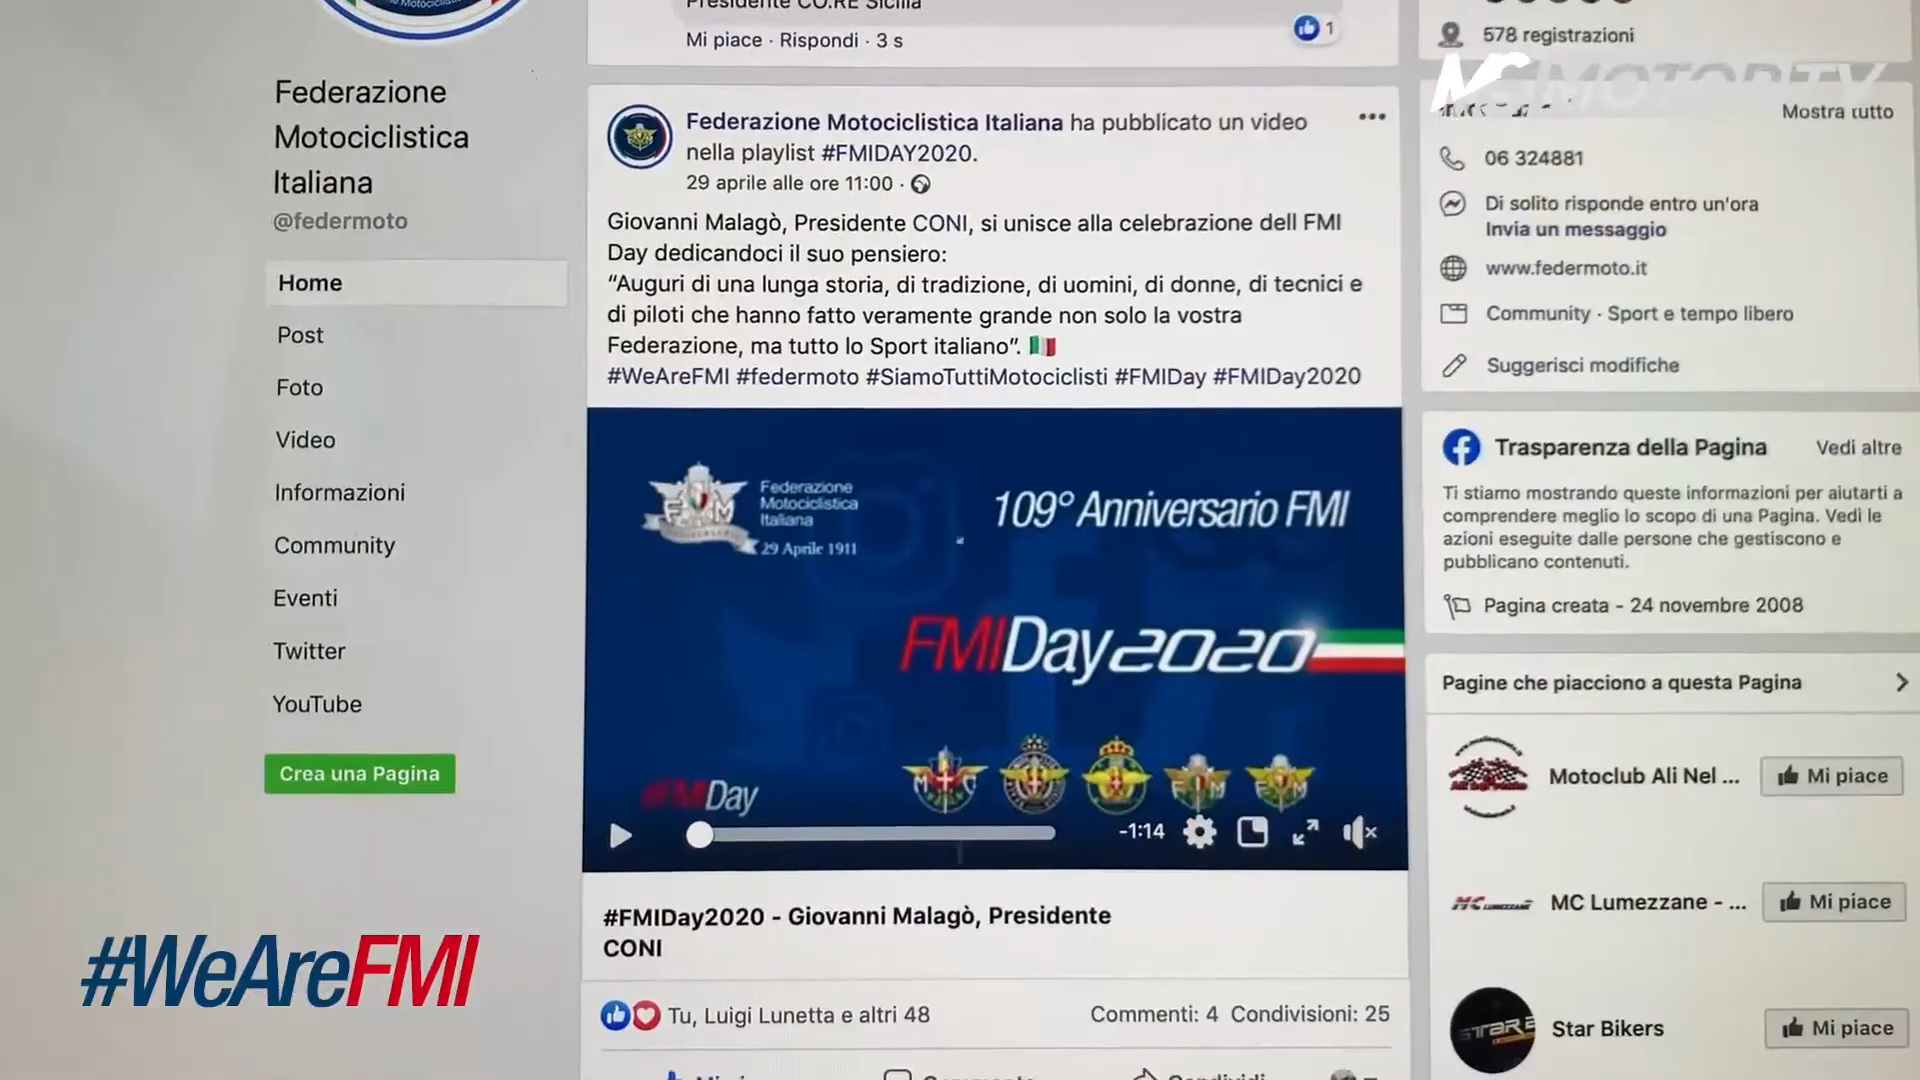 Presidente CO.RE Sicilia
Mi piace · Rispondi · 3 s
1
578 registrazioni
MOTOR TV
Mostra tutto
Federazione
Motociclistica
Italiana
@federmoto
Home
Post
Foto
Video
Informazioni
Community
Eventi
Twitter
YouTube
Crea una Pagina
Federazione Motociclistica Italiana ha pubblicato un video
nella playlist #FMIDAY2020.
29 aprile alle ore 11:00 ·
Giovanni Malagò, Presidente CONI, si unisce alla celebrazione dell FMI
Day dedicandoci il suo pensiero:
“Auguri di una lunga storia, di tradizione, di uomini, di donne, di tecnici e
di piloti che hanno fatto veramente grande non solo la vostra
Federazione, ma tutto lo Sport italiano”.
#WeAreFMI #federmoto #SiamoTuttiMotociclisti #FMIDay #FMIDay2020
Federazione
Motociclistica
Italiana
29 Aprile 1911
109° Anniversario FMI
FMIDay2020
#FMIDay
-1:14
#FMIDay2020 - Giovanni Malagò, Presidente
CONI
Tu, Luigi Lunetta e altri 48
Commenti: 4 Condivisioni: 25
06 324881
Di solito risponde entro un'ora
Invia un messaggio
www.federmoto.it
Community · Sport e tempo libero
Suggerisci modifiche
Trasparenza della Pagina
Vedi altre
Ti stiamo mostrando queste informazioni per aiutarti a
comprendere meglio lo scopo di una Pagina. Vedi le
azioni eseguite dalle persone che gestiscono e
pubblicano contenuti.
Pagina creata - 24 novembre 2008
Pagine che piacciono a questa Pagina
Motoclub Ali Nel ...
Mi piace
MC Lumezzane - ...
Mi piace
Star Bikers
Mi piace
#WeAreFMI